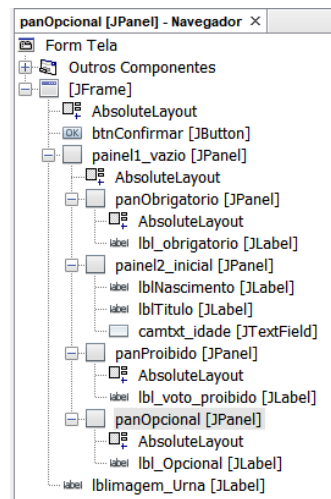 panOpcional [JPanel] - Navegador ×
Form Tela
Outros Componentes
[JFrame]
AbsoluteLayout
OK btnConfirmar [JButton]
painel1_vazio [JPanel]
AbsoluteLayout
panObrigatorio [JPanel]
AbsoluteLayout
label lbl_obrigatorio [JLabel]
painel2_inicial [JPanel]
label lblNascimento [JLabel]
label lblTitulo [JLabel]
camtxt_idade [JTextField]
panProibido [JPanel]
AbsoluteLayout
label lbl_voto_proibido [JLabel]
panOpcional [JPanel]
AbsoluteLayout
label lbl_Opcional [JLabel]
label lblimagem_Urna [JLabel]